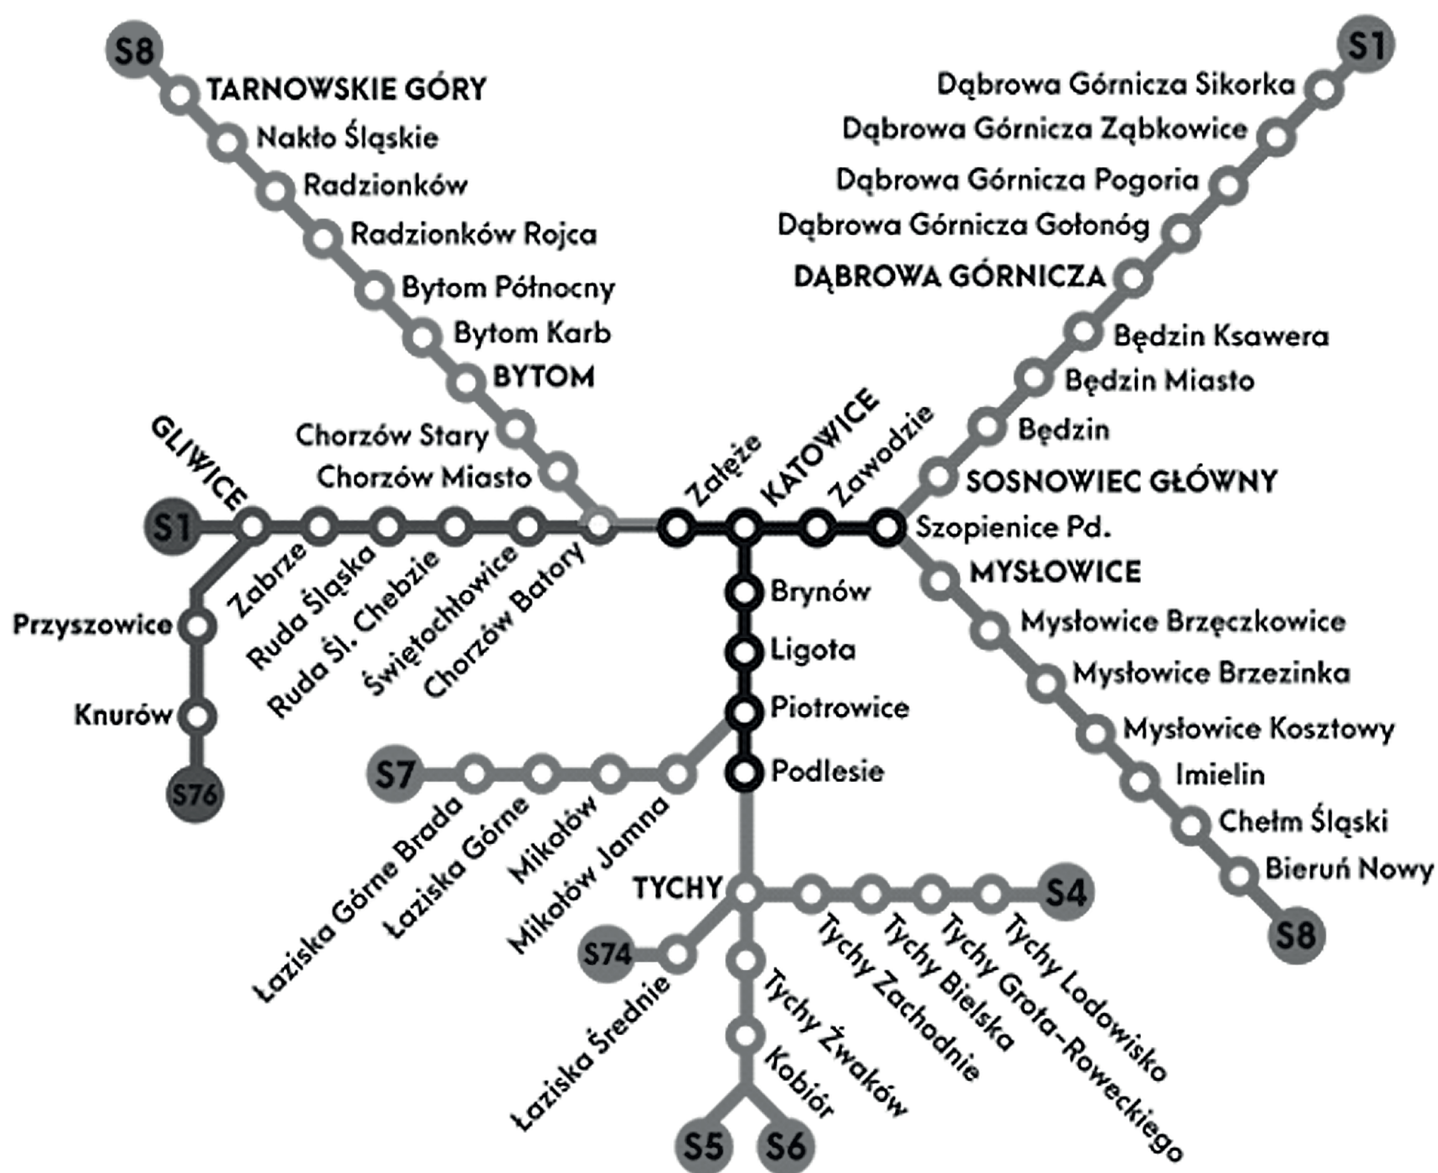 S8
TARNOWSKIE GÓRY
Nakło Śląskie
Radzionków
Radzionków Rojca
Bytom Północny
Bytom Karb
BYTOM
Chorzów Stary
Chorzów Miasto
S1
Dąbrowa Górnicza Sikorka
Dąbrowa Górnicza Ząbkowice
Dąbrowa Górnicza Pogoria
Dąbrowa Górnicza Gołonóg
DĄBROWA GÓRNICZA
Będzin Ksawera
Będzin Miasto
Będzin
SOSNOWIEC GŁÓWNY
Szopienice Pd.
S1
GLIWICE
Zabrze
Ruda Śląska
Ruda Śl. Chebzie
Świętochłowice
Chorzów Batory
Załęże
KATOWICE
Zawodzie
Przyszowice
Knurów
S76
Brynów
Ligota
Piotrowice
Podlesie
MYSŁOWICE
Mysłowice Brzęczkowice
Mysłowice Brzezinka
Mysłowice Kosztowy
Imielin
Chełm Śląski
Bieruń Nowy
S8
S7
Łaziska Górne Brada
Łaziska Górne
Mikołów
Mikołów Jamna
TYCHY
S4
Tychy Zachodnie
Tychy Bielska
Tychy Grota-Roweckiego
Tychy Lodowisko
S74
Łaziska Średnie
Tychy Żwaków
Kobiór
S5
S6